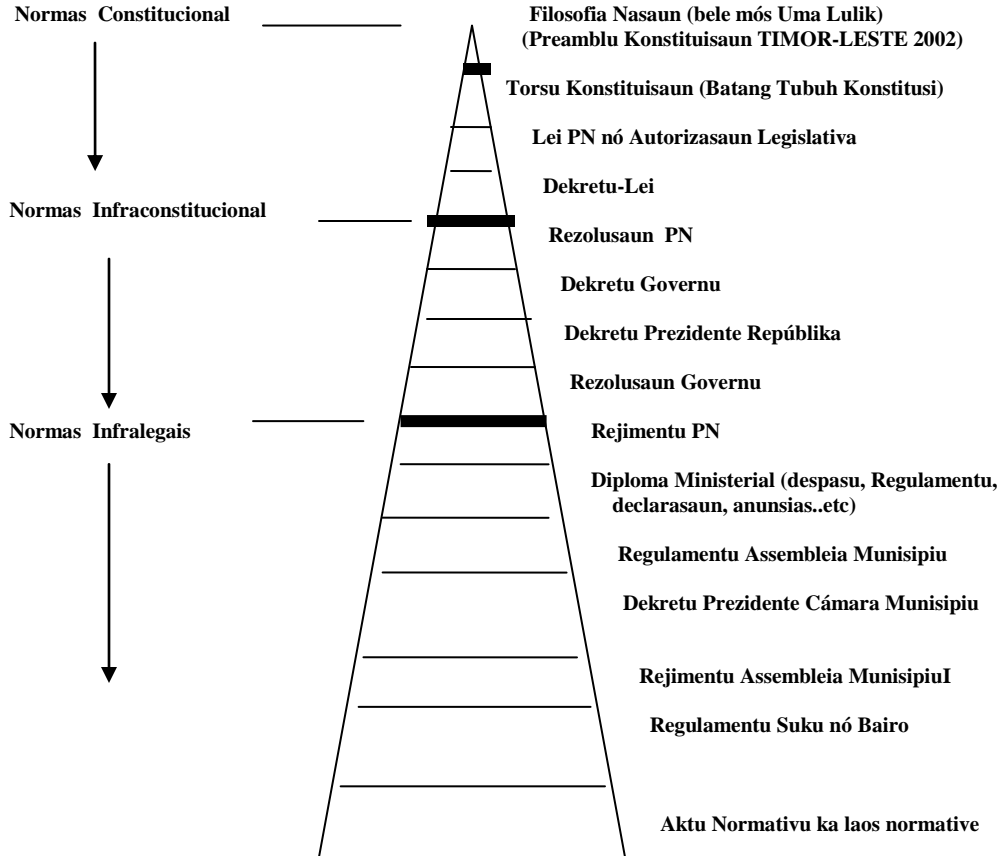 Normas Constitucional
Filosofia Nasaun (bele mós Uma Lulik)
(Preamblu Konstituisaun TIMOR-LESTE 2002)
Torsu Konstituisaun (Batang Tubuh Konstitusi)
Lei PN nó Autorizasaun Legislativa
Dekretu-Lei
Normas Infraconstitucional
Rezolusaun PN
Dekretu Governu
Dekretu Prezidente Repúblika
Rezolusaun Governu
Normas Infralegais
Rejimentu PN
Diploma Ministerial (despasu, Regulamentu,
declarasaun, anunsias..etc)
Regulamentu Assembleia Munisipiu
Dekretu Prezidente Cámara Munisipiu
Rejimentu Assembleia MunisipiuI
Regulamentu Suku nó Bairo
Aktu Normativu ka laos normative